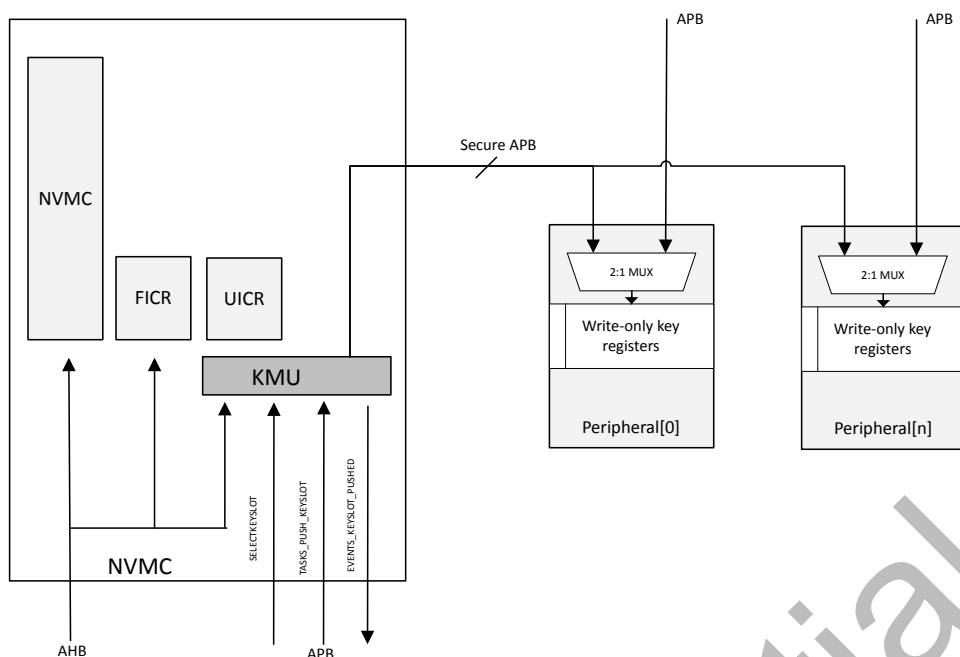 APB
APB
Secure APB
NVMC
FICR
UICR
KMU
2:1 MUX
Write-only key
registers
Peripheral[0]
2:1 MUX
Write-only key
registers
Peripheral[n]
SELECTKEYSLOT
TASKS_PUSH_KEYSLOT
EVENTS_KEYSLOT_PUSHED
NVMC
AHB
APB
dial